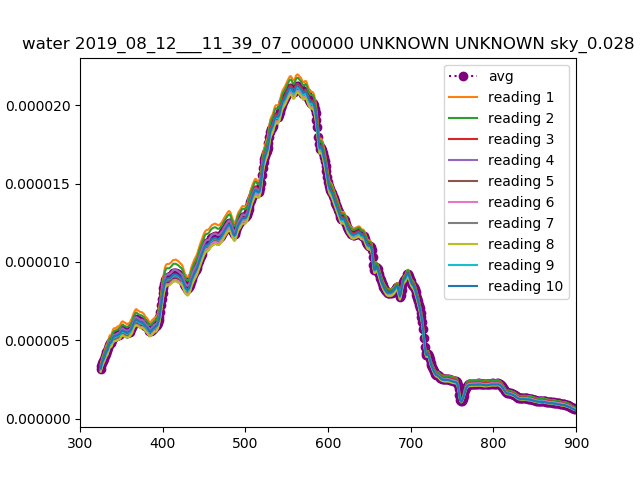 water 2019_08_12___11_39_07_000000 UNKNOWN UNKNOWN sky_0.028
avg
reading 1
reading 2
reading 3
reading 4
reading 5
reading 6
reading 7
reading 8
reading 9
reading 10
0.000020
0.000015
0.000010
0.000005
0.000000
300 400 500 600 700 800 900